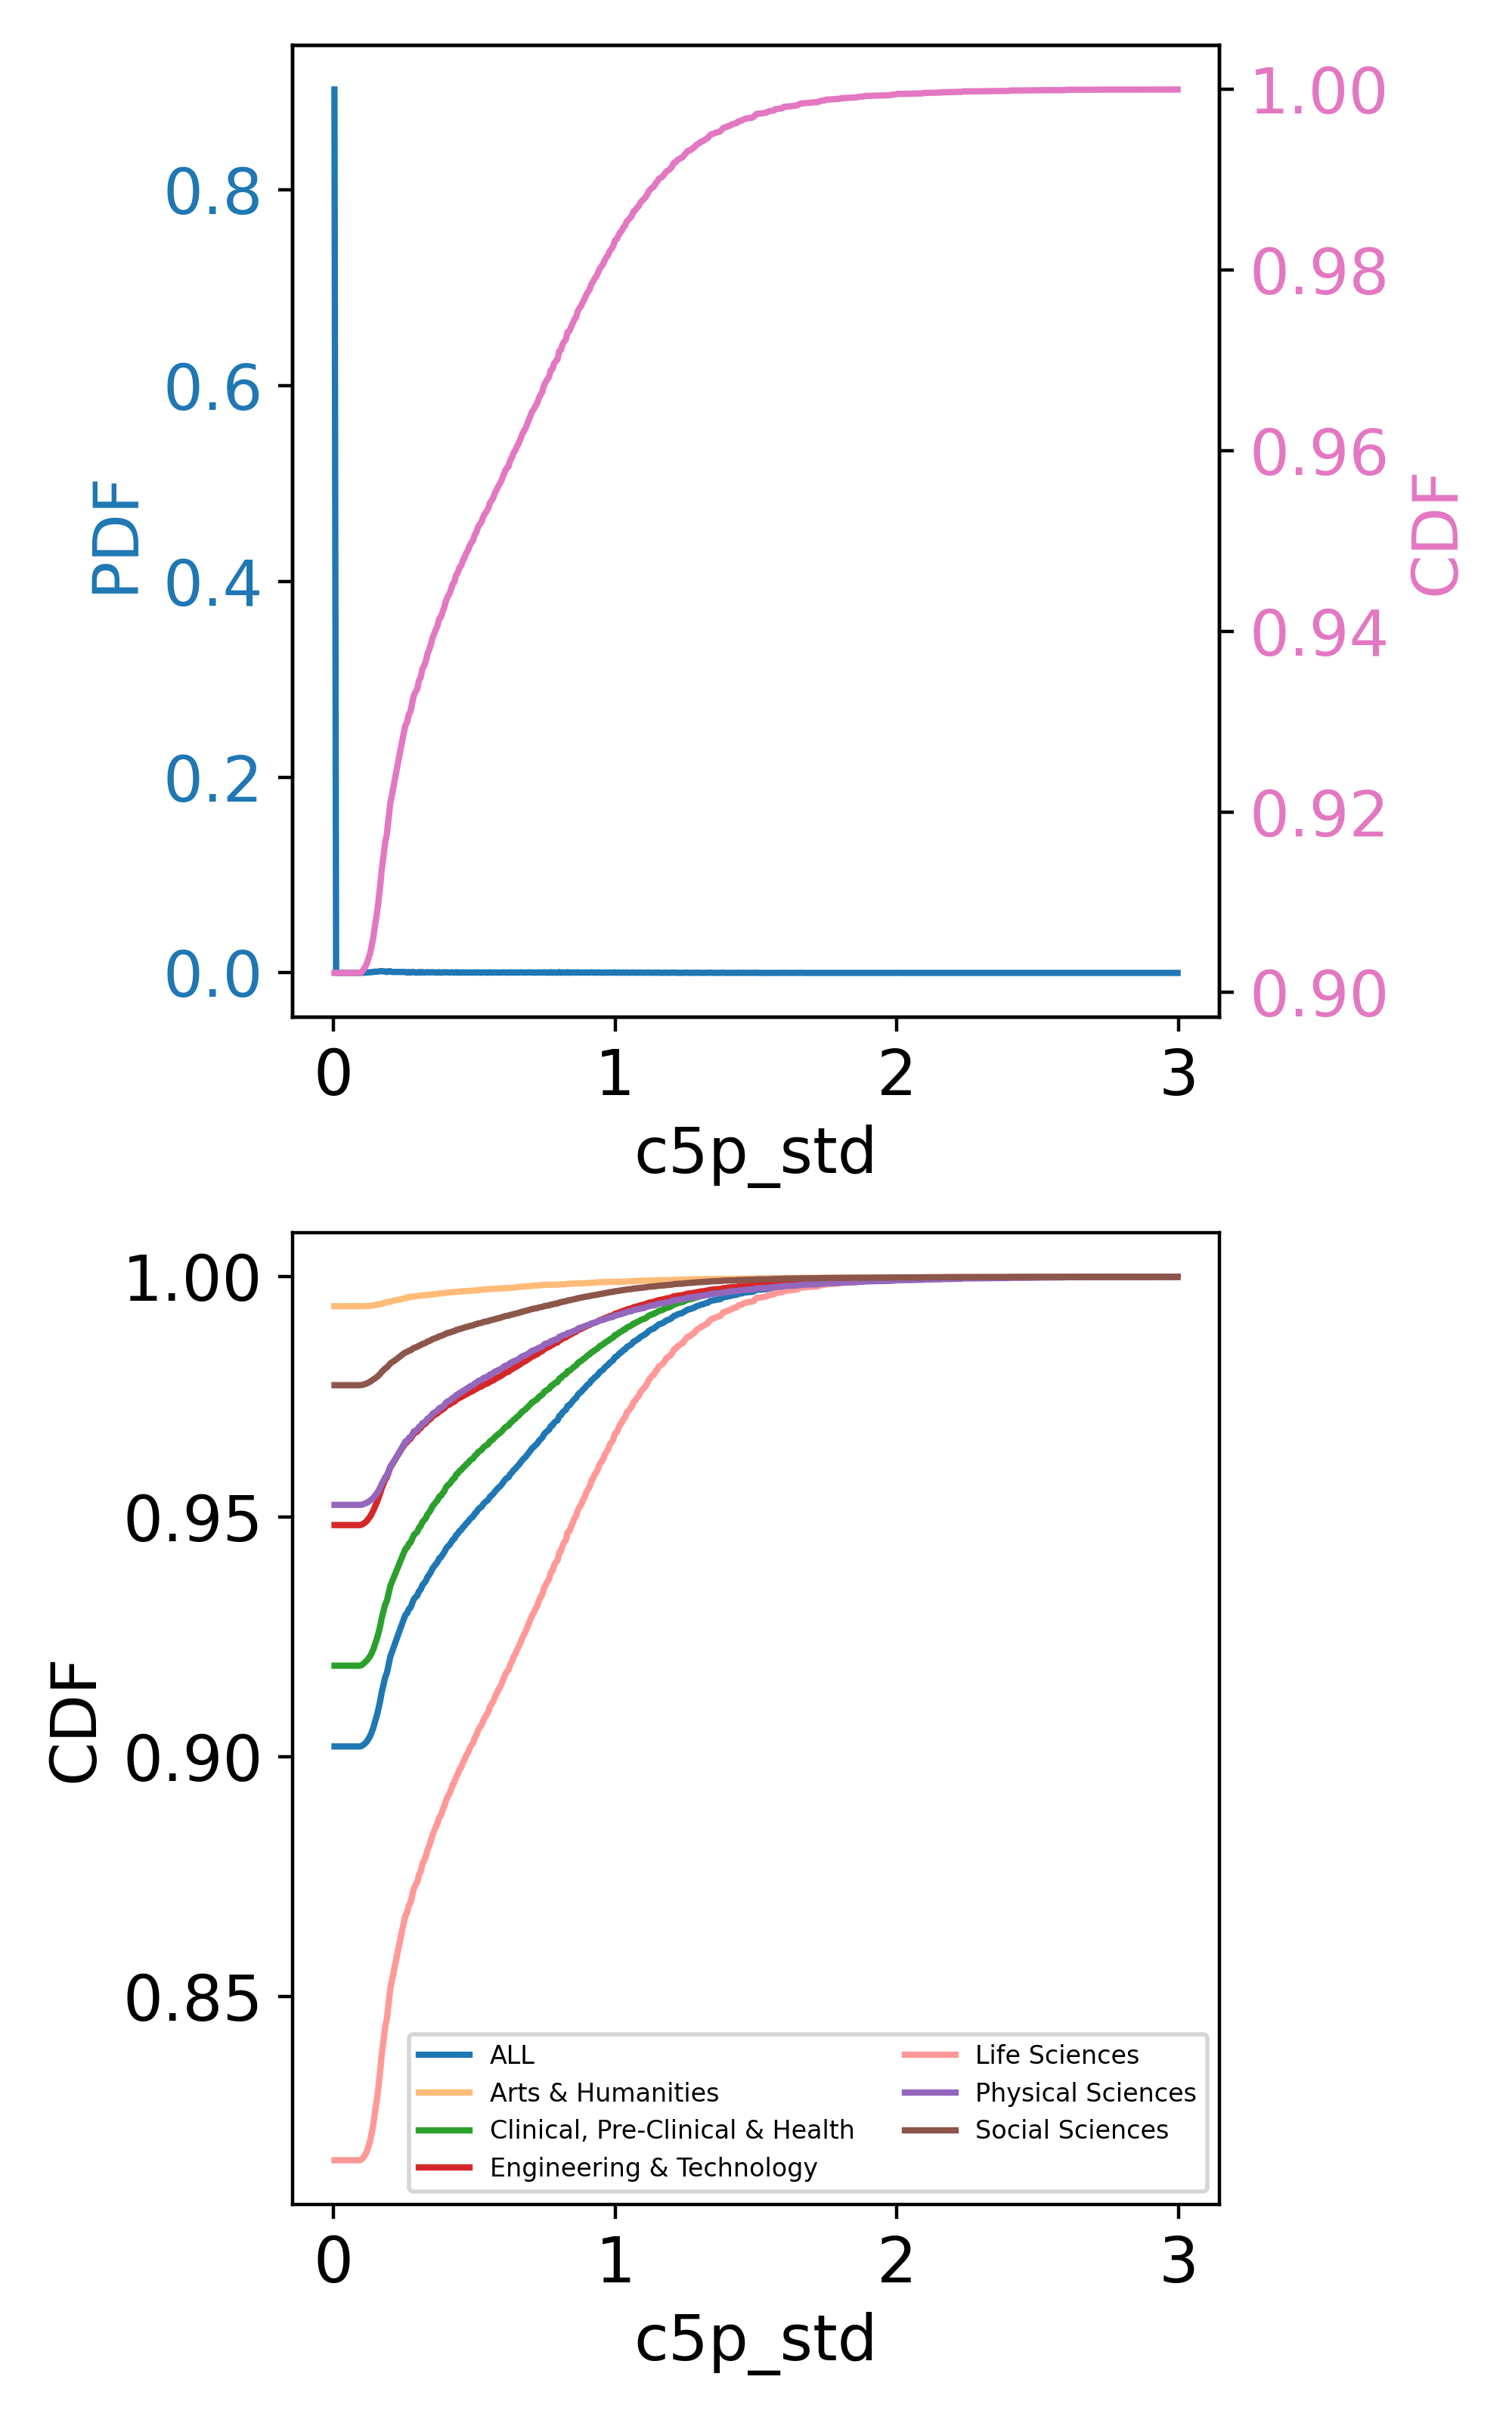 1.00
0.8
0.98
0.6
0.96
PDF
CDF
0.4
0.94
0.2
0.92
0.0
0.90
0 1 2 3
c5p_std
1.00
0.95
CDF
0.90
0.85
ALL
Arts & Humanities
Clinical, Pre-Clinical & Health
Engineering & Technology
Life Sciences
Physical Sciences
Social Sciences
0 1 2 3
c5p_std